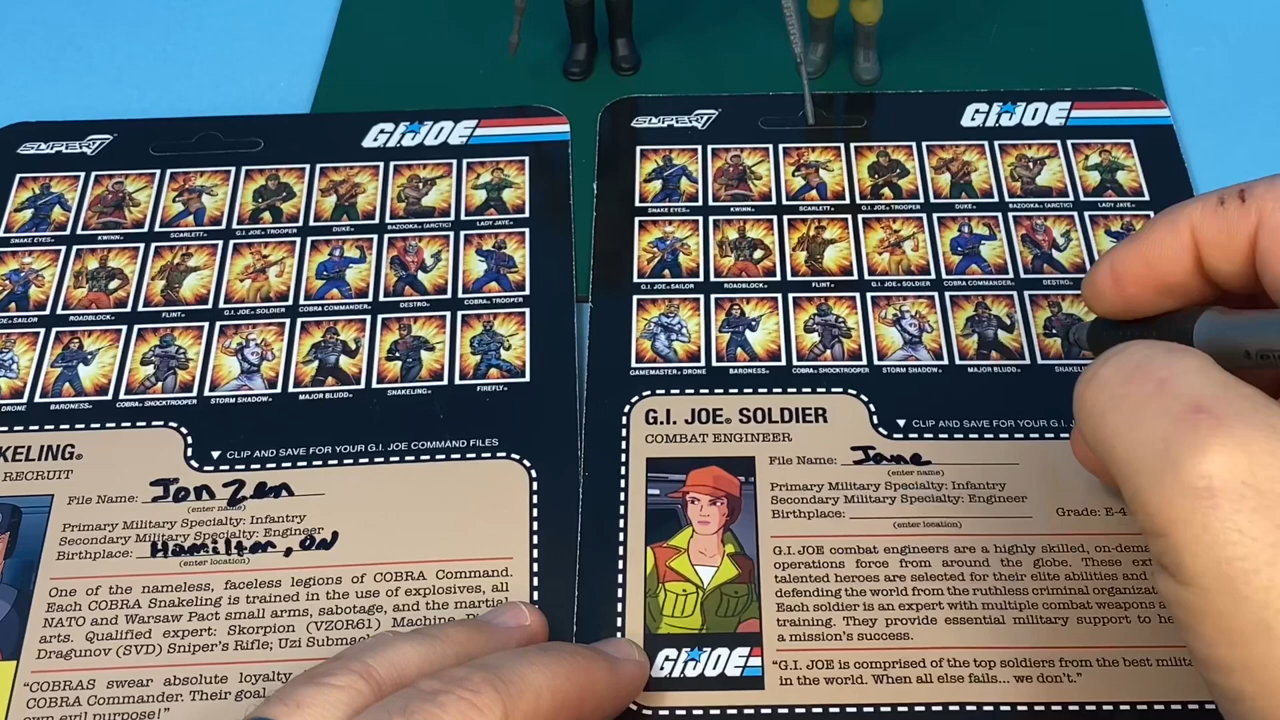 SUPER7
G.I. JOE
SNAKE EYES
KWINN
SCARLETT
G.I. JOE TROOPER
DUKE
BAZOOKA (ARCTIC)
LADY JAYE
OE SAILOR
ROADBLOCK
FLINT
G.I. JOE SOLDIER
COBRA COMMANDER
DESTRO
COBRA TROOPER
DRONE
BARONESS
COBRA SHOCKTROOPER
STORM SHADOW
MAJOR BLUDD
SNAKELING
FIREFLY
▼ CLIP AND SAVE FOR YOUR G.I. JOE COMMAND FILES
KELING
RECRUIT
File Name: Jon Zen
(enter name)
Primary Military Specialty: Infantry
Secondary Military Specialty: Engineer
Birthplace: Hamilton, ON
(enter location)
One of the nameless, faceless legions of COBRA Command.
Each COBRA Snakeling is trained in the use of explosives, all
NATO and Warsaw Pact small arms, sabotage, and the martial
arts. Qualified expert: Skorpion (VZ0R61) Machine
Dragunov (SVD) Sniper's Rifle; Uzi Submac
"COBRAS swear absolute loyalty
COBRA Commander. Their goal
own evil purpose!"
SUPER7
G.I. JOE
SNAKE EYES
KWINN
SCARLETT
G.I. JOE TROOPER
DUKE
BAZOOKA (ARCTIC)
LADY JAYE
G.I. JOE SAILOR
ROADBLOCK
FLINT
G.I. JOE SOLDIER
COBRA COMMANDER
DESTRO
GAMEMASTER DRONE
BARONESS
COBRA SHOCKTROOPER
STORM SHADOW
MAJOR BLUDD
SNAKELIN
▼ CLIP AND SAVE FOR YOUR G.I. J
G.I. JOE SOLDIER
COMBAT ENGINEER
File Name: Jane
(enter name)
Primary Military Specialty: Infantry
Secondary Military Specialty: Engineer
Birthplace:
(enter location)
Grade: E-4
G.I. JOE combat engineers are a highly skilled, on-dema
operations force from around the globe. These ext
talented heroes are selected for their elite abilities and
defending the world from the ruthless criminal organizat
Each soldier is an expert with multiple combat weapons a
training. They provide essential military support to he
a mission's success.
G.I. JOE
"G.I. JOE is comprised of the top soldiers from the best milita
in the world. When all else fails... we don't."